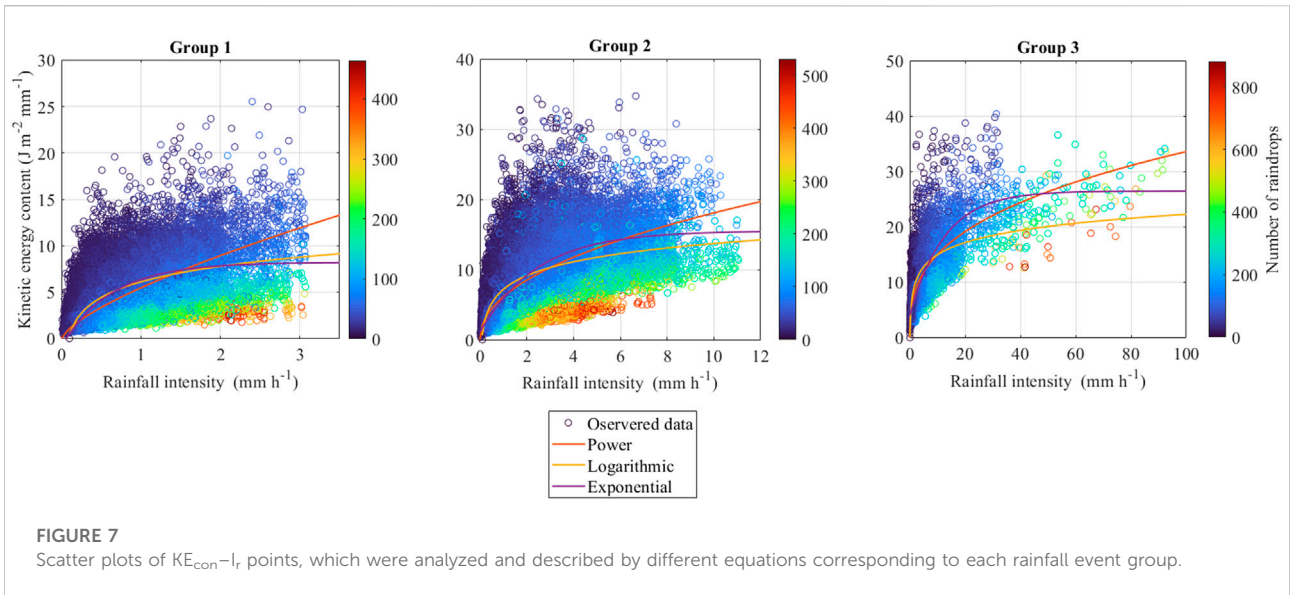 Group 1
Group 2
Group 3
Kinetic energy content (J m⁻² mm⁻¹)
30
25
20
15
10
5
0
0 1 2 3
Rainfall intensity (mm h⁻¹)
400
300
200
100
0
40
30
20
10
0
0 2 4 6 8 10 12
Rainfall intensity (mm h⁻¹)
500
400
300
200
100
0
50
40
30
20
10
0
0 20 40 60 80 100
Rainfall intensity (mm h⁻¹)
800
600
400
200
0
Number of raindrops
Oservered data
Power
Logarithmic
Exponential
FIGURE 7
Scatter plots of KEcon–Ir points, which were analyzed and described by different equations corresponding to each rainfall event group.